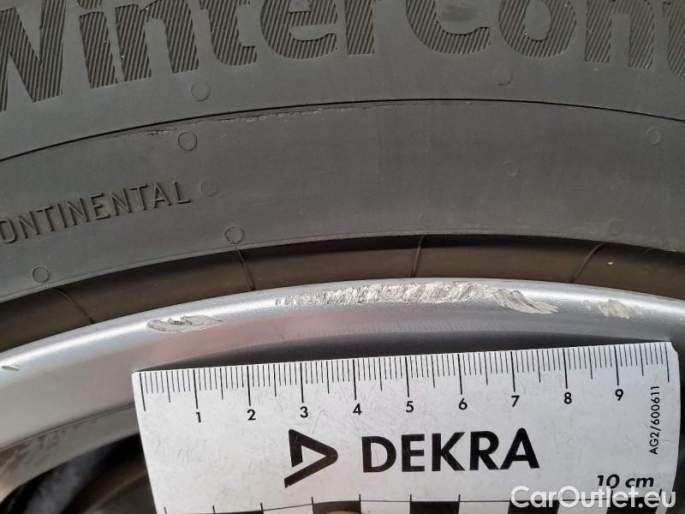 WinterCont
CONTINENTAL
1 2 3 4 5 6 7 8 9
AG2/600611
DEKRA
10 cm
CarOutlet.eu